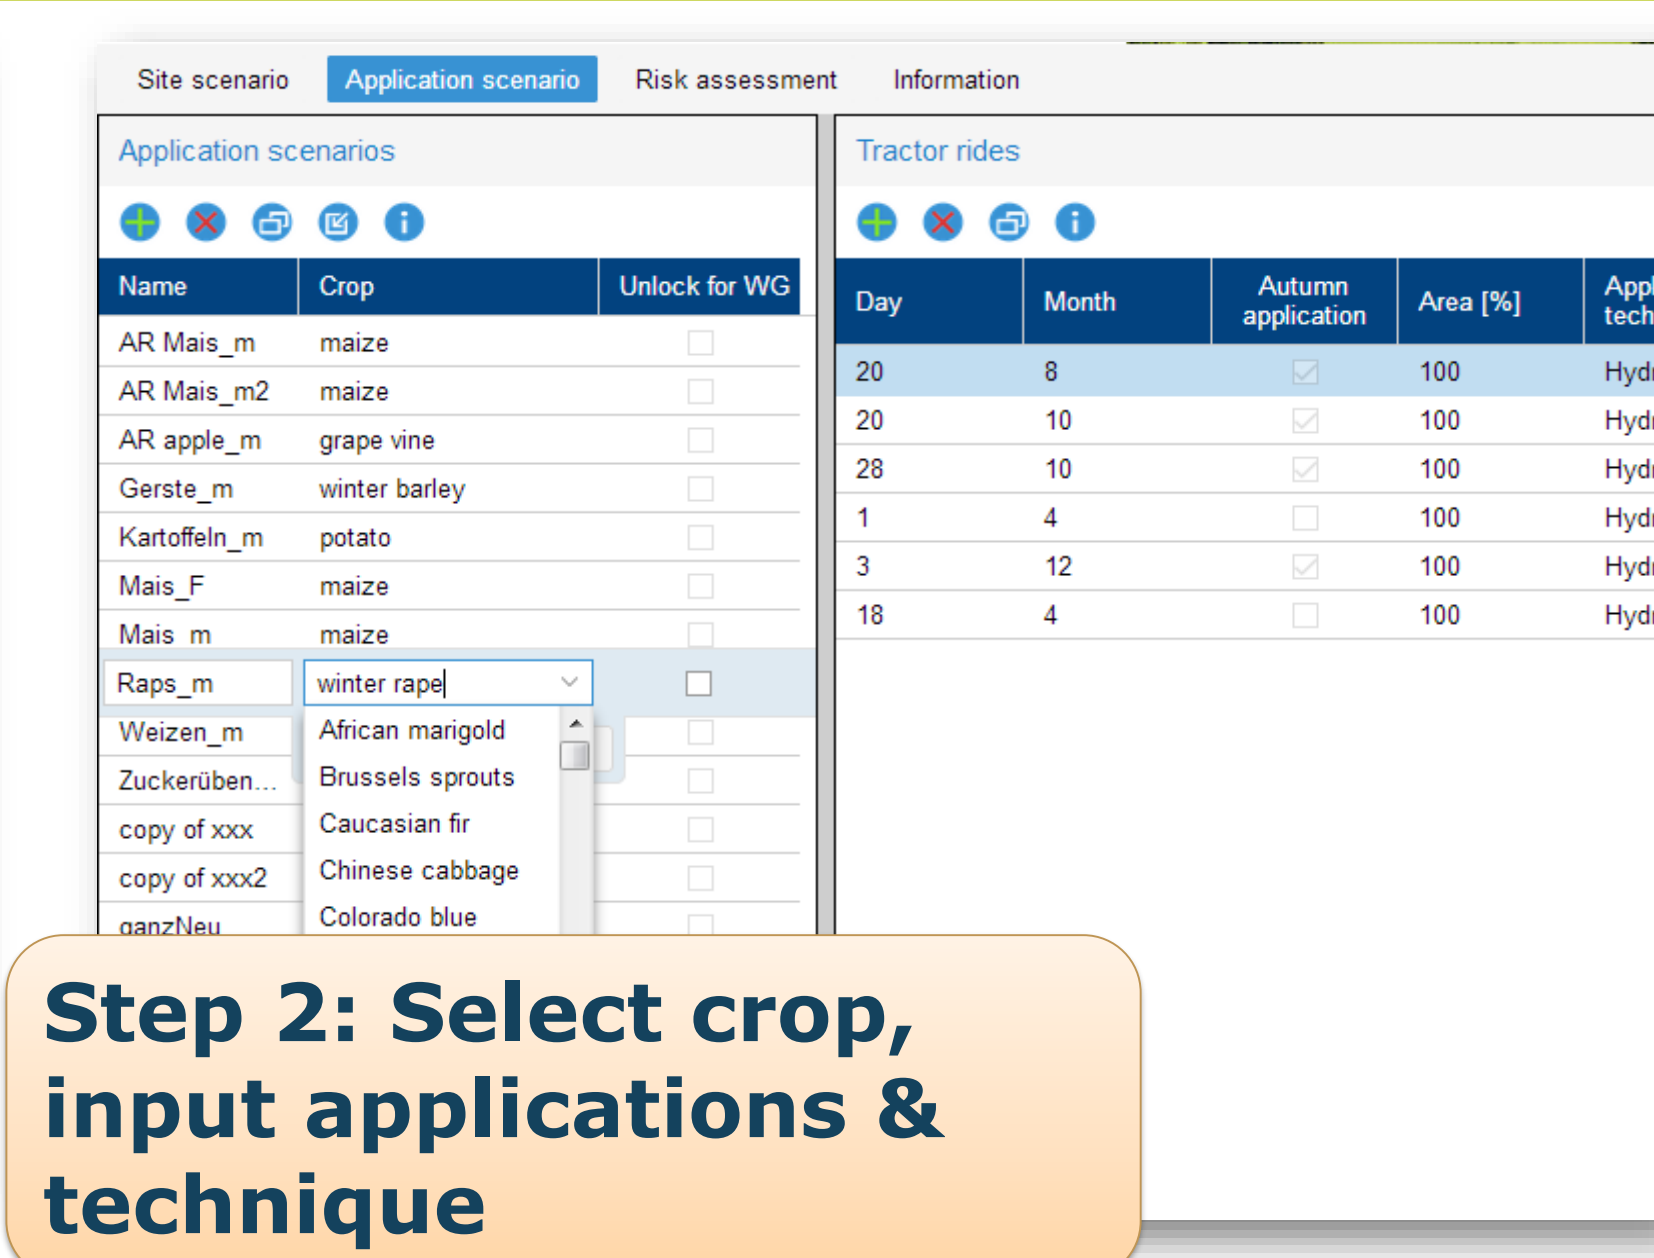 Site scenario Application scenario Risk assessment Information
Application scenarios
Tractor rides
Name Crop Unlock for WG
Day Month Autumn application Area [%]
AR Mais_m maize
AR Mais_m2 maize
AR apple_m grape vine
Gerste_m winter barley
Kartoffeln_m potato
Mais_F maize
Mais_m maize
Raps_m winter rape
Weizen_m
Zuckerüben...
copy of xxx
copy of xxx2
ganzNeu
African marigold
Brussels sprouts
Caucasian fir
Chinese cabbage
Colorado blue
20 8 100
20 10 100
28 10 100
1 4 100
3 12 100
18 4 100
Step 2: Select crop,
input applications &
technique